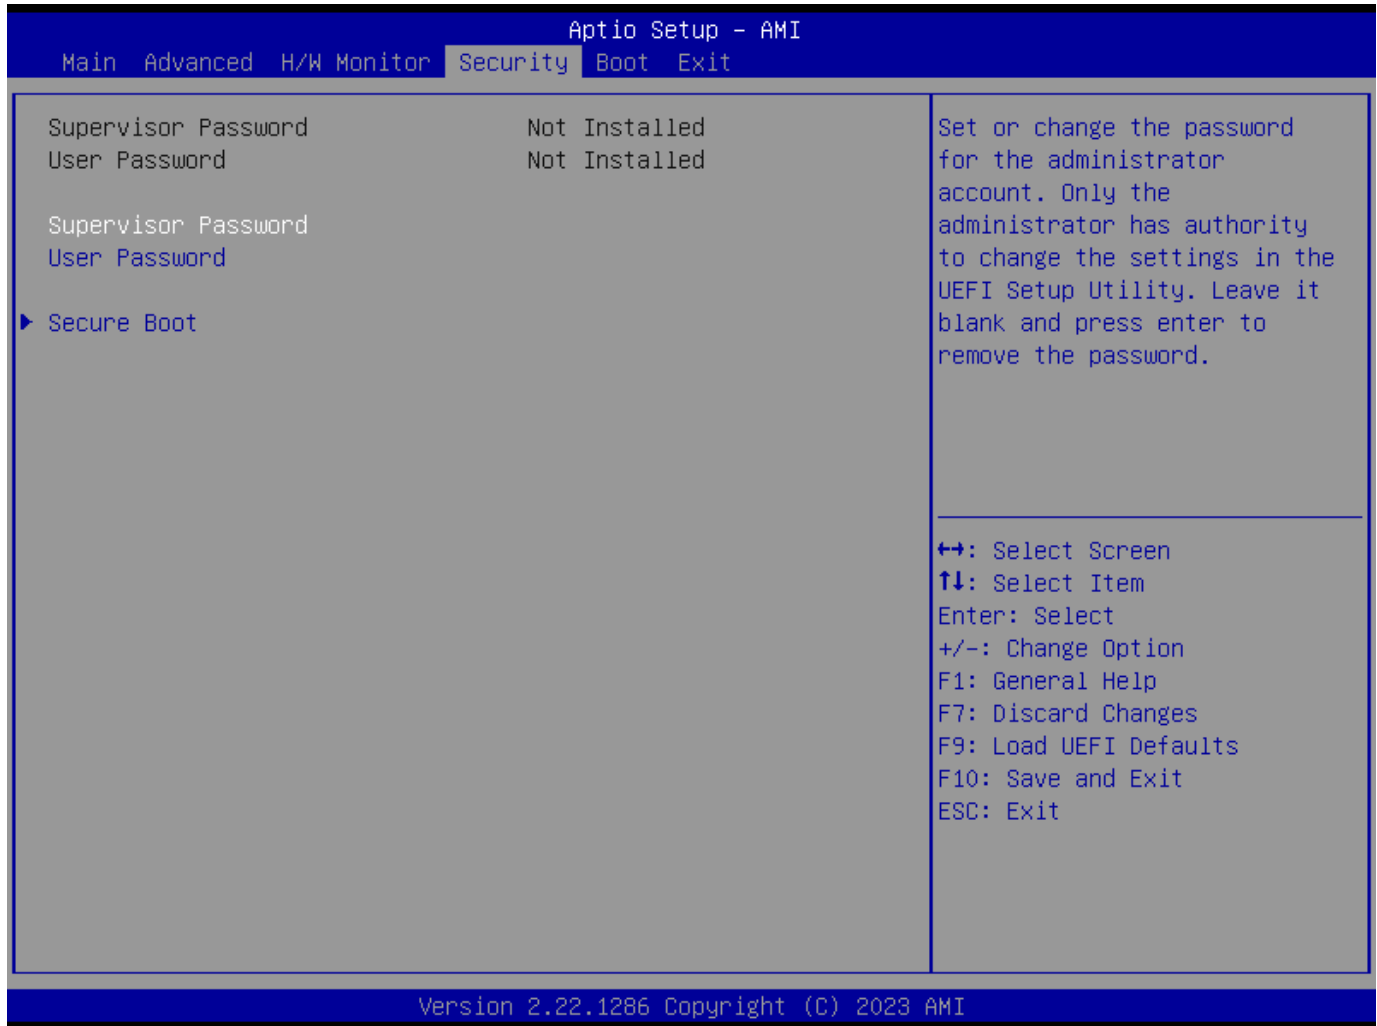 Aptio Setup – AMI
Main Advanced H/W Monitor Security Boot Exit
Supervisor Password Not Installed
User Password Not Installed
Supervisor Password
User Password
Secure Boot
Set or change the password
for the administrator
account. Only the
administrator has authority
to change the settings in the
UEFI Setup Utility. Leave it
blank and press enter to
remove the password.
↔: Select Screen
↑↓: Select Item
Enter: Select
+/-: Change Option
F1: General Help
F7: Discard Changes
F9: Load UEFI Defaults
F10: Save and Exit
ESC: Exit
Version 2.22.1286 Copyright (C) 2023 AMI